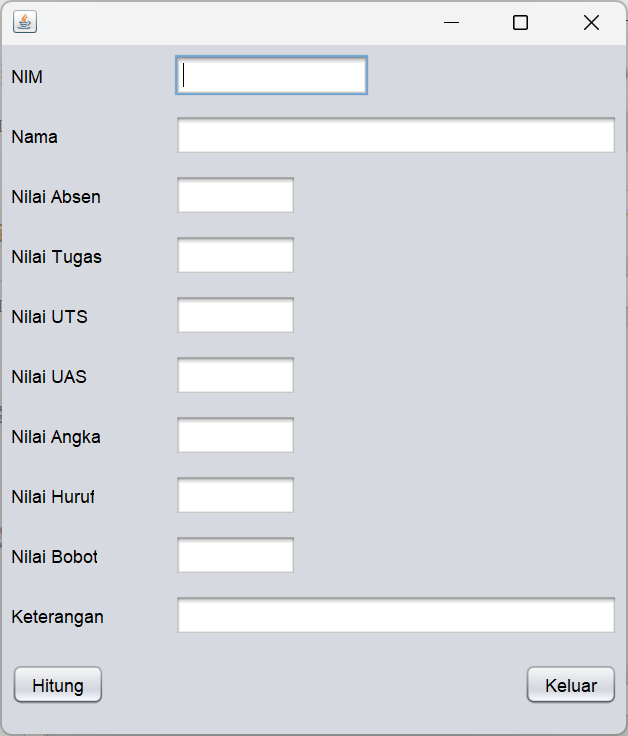 NIM
Nama
Nilai Absen
Nilai Tugas
Nilai UTS
Nilai UAS
Nilai Angka
Nilai Huruf
Nilai Bobot
Keterangan
Hitung Keluar